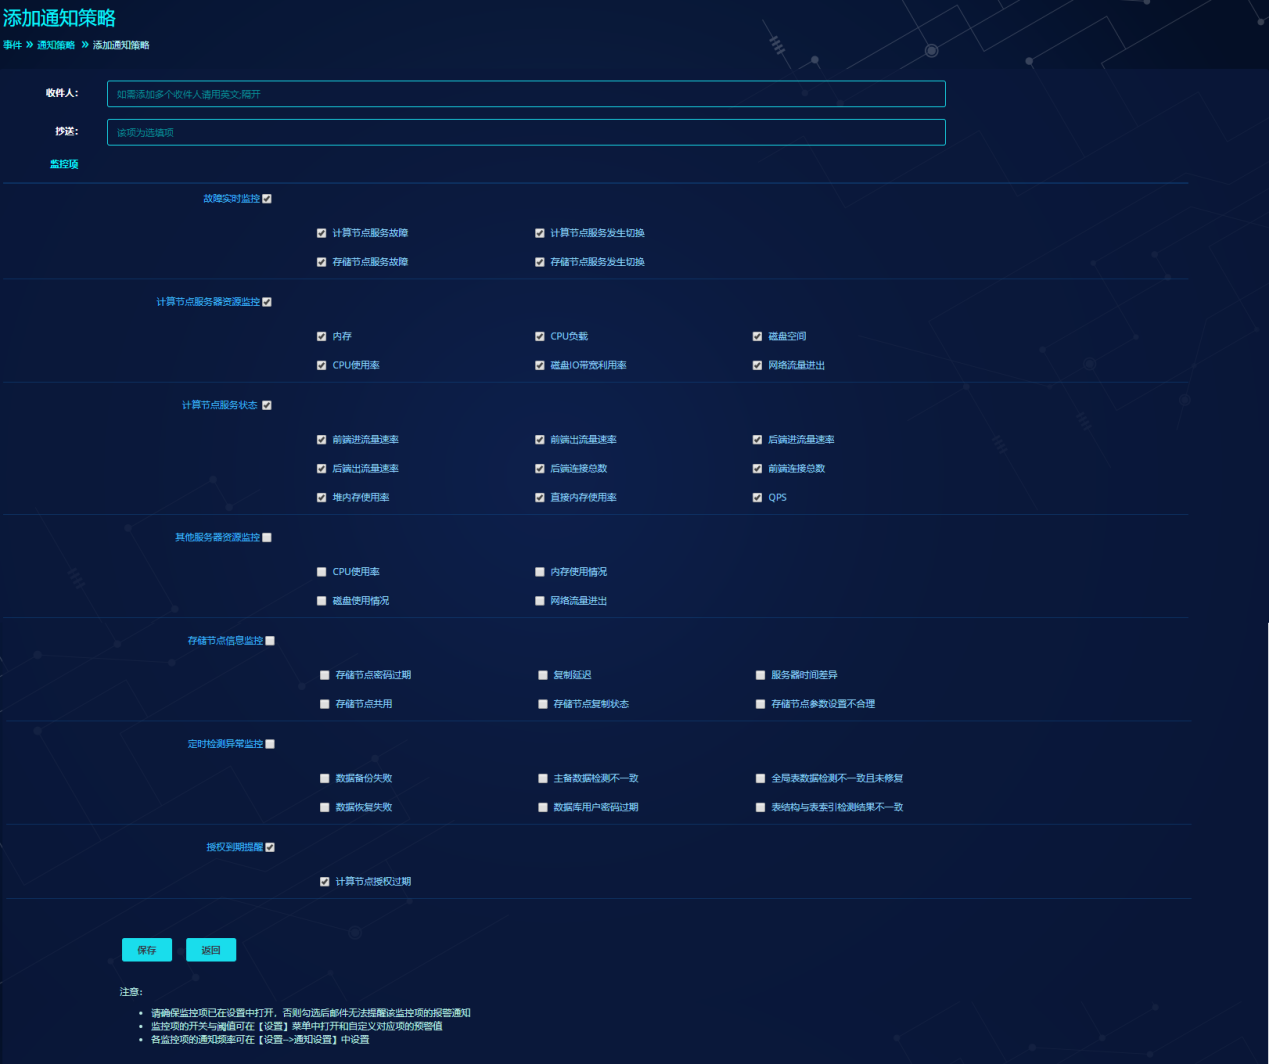 添加通知策略
事件 » 通知策略 » 添加通知策略
收件人： 如需添加多个收件人请用英文;隔开
抄送： 该项为选填项
监控项
故障实时监控
计算节点服务故障 计算节点服务发生切换
存储节点服务故障 存储节点服务发生切换
计算节点服务器资源监控
内存 CPU负载 磁盘空间
CPU使用率 磁盘IO带宽利用率 网络流量进出
计算节点服务状态
前端进流量速率 前端出流量速率 后端进流量速率
后端出流量速率 后端连接总数 前端连接总数
堆内存使用率 直接内存使用率 QPS
其他服务器资源监控
CPU使用率 内存使用情况
磁盘使用情况 网络流量进出
存储节点信息监控
存储节点密码过期 复制延迟 服务器时间差异
存储节点共用 存储节点复制状态 存储节点参数设置不合理
定时检测异常监控
数据备份失败 主备数据检测不一致 全局表数据检测不一致且未修复
数据恢复失败 数据库用户密码过期 表结构与表索引检测结果不一致
授权到期提醒
计算节点授权过期
保存 返回
注意：
• 请确保监控项已在设置中打开，否则勾选后邮件无法提醒该监控项的报警通知
• 监控项的开关与阈值可在【设置】菜单中打开和自定义对应项的预警值
• 各监控项的通知频率可在【设置-->通知设置】中设置